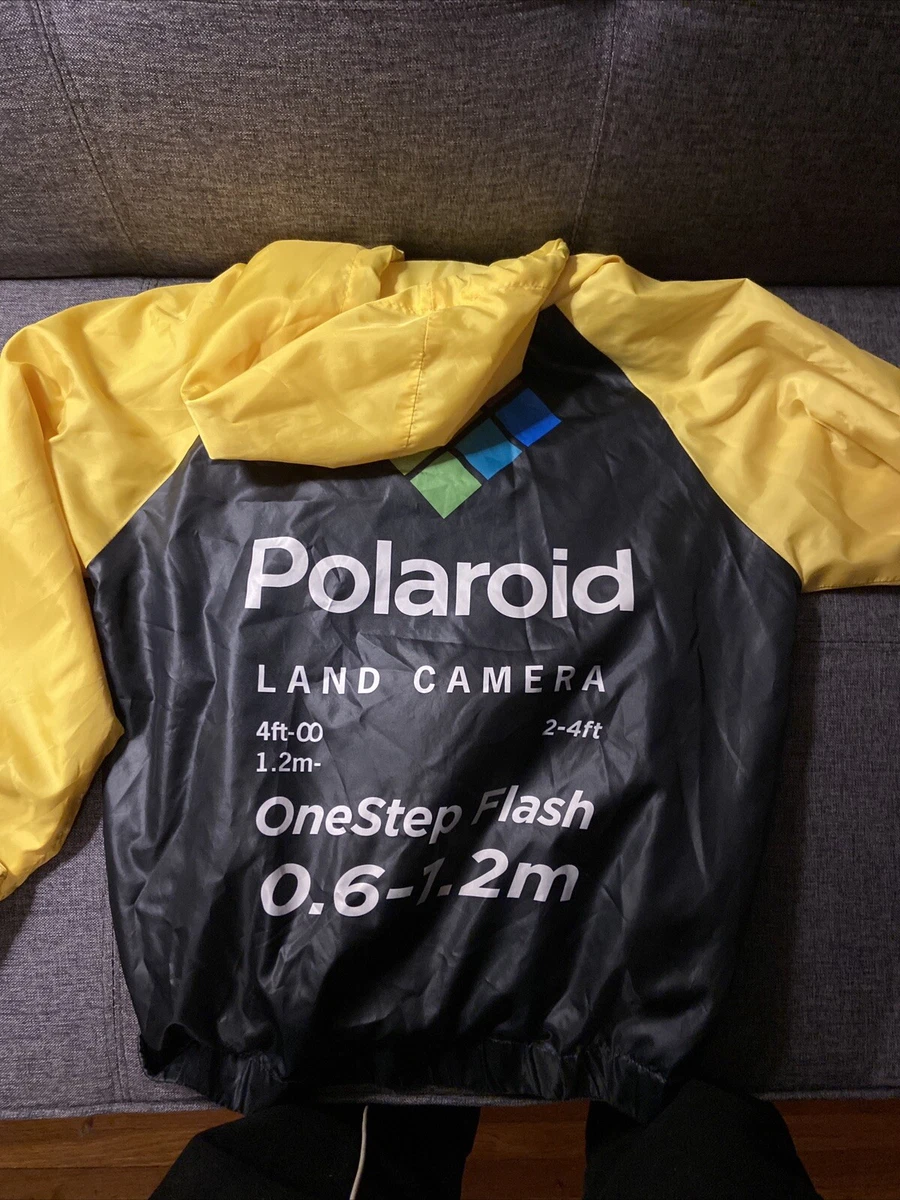 Polaroid
LAND CAMERA
4ft-∞ 2-4ft
1.2m-
OneStep Flash
0.6-1.2m